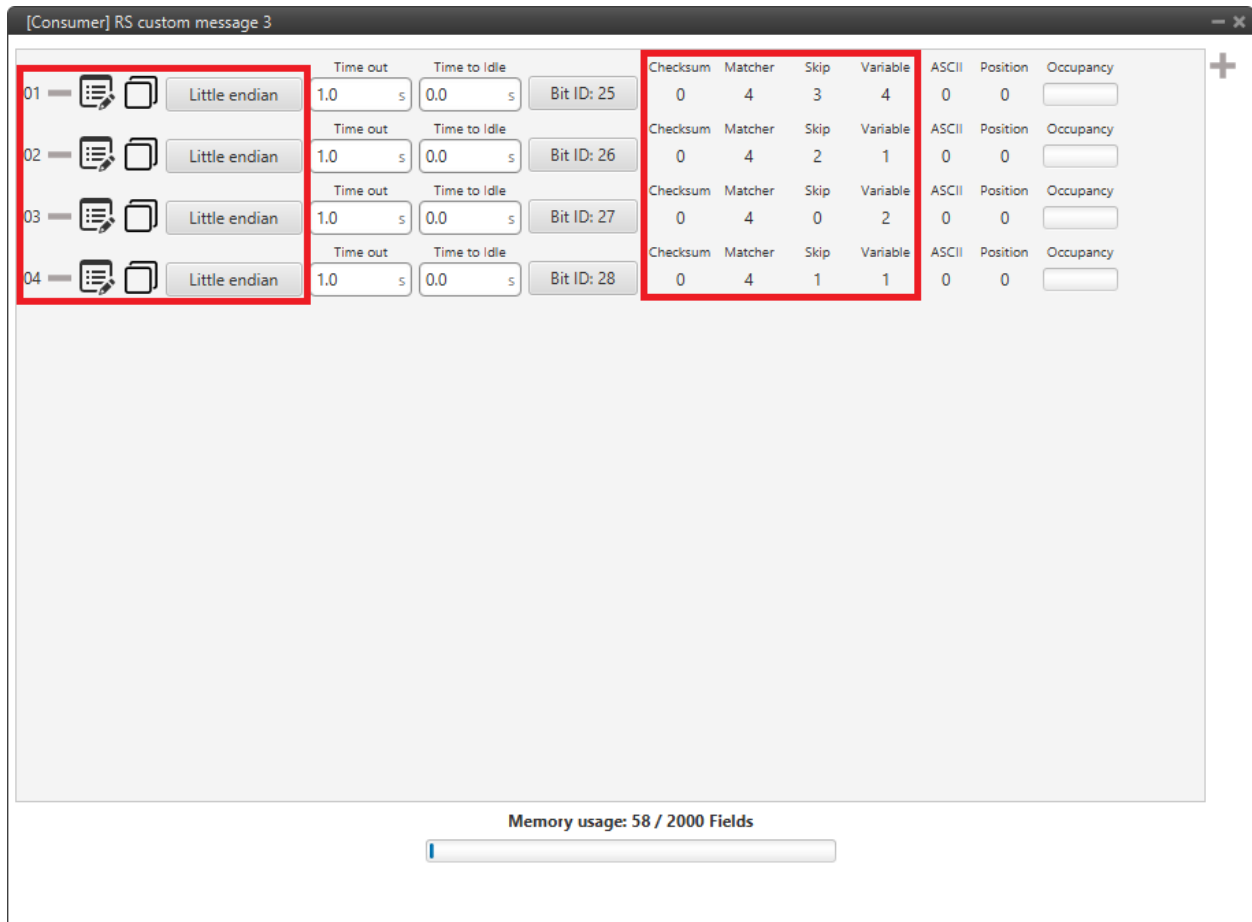 [Consumer] RS custom message 3
Time out Time to Idle Checksum Matcher Skip Variable ASCII Position Occupancy
01 Little endian 1.0 s 0.0 s Bit ID: 25 0 4 3 4 0 0
Time out Time to Idle Checksum Matcher Skip Variable ASCII Position Occupancy
02 Little endian 1.0 s 0.0 s Bit ID: 26 0 4 2 1 0 0
Time out Time to Idle Checksum Matcher Skip Variable ASCII Position Occupancy
03 Little endian 1.0 s 0.0 s Bit ID: 27 0 4 0 2 0 0
Time out Time to Idle Checksum Matcher Skip Variable ASCII Position Occupancy
04 Little endian 1.0 s 0.0 s Bit ID: 28 0 4 1 1 0 0
Memory usage: 58 / 2000 Fields